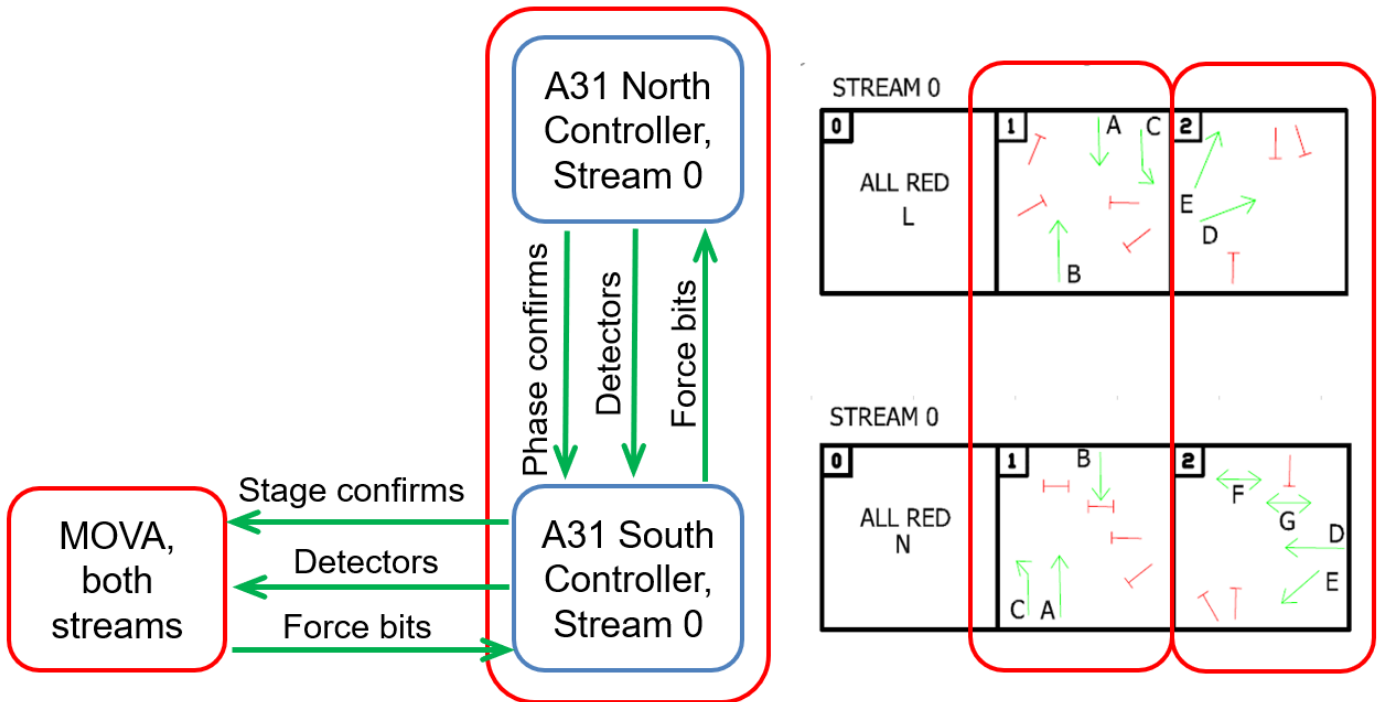 A31 North
Controller,
Stream 0
Phase confirms
Detectors
Force bits
Stage confirms
Detectors
Force bits
MOVA,
both
streams
A31 South
Controller,
Stream 0
STREAM 0
0
ALL RED
L
1
A
C
B
2
E
D
STREAM 0
0
ALL RED
N
1
B
C
A
2
F
G
D
E